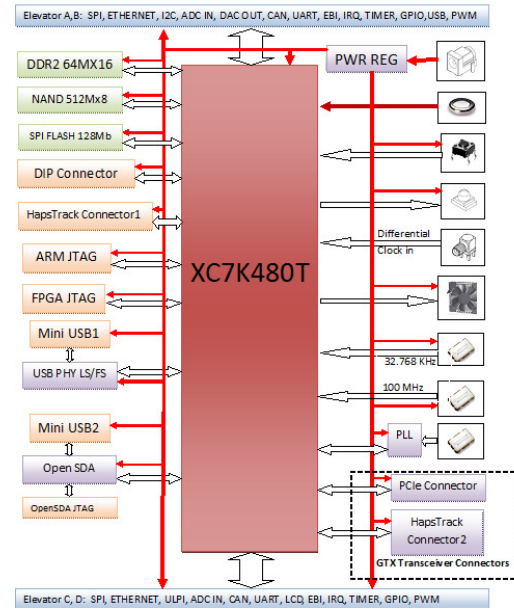 Elevator A,B: SPI, ETHERNET, I2C, ADC IN, DAC OUT, CAN, UART, EBI, IRQ, TIMER, GPIO,USB, PWM
PWR REG
DDR2 64MX16
NAND 512Mx8
SPI FLASH 128Mb
DIP Connector
HapsTrack Connector1
Differential
Clock in
ARM JTAG
XC7K480T
FPGA JTAG
Mini USB1
32.768 KHz
USB PHY LS/FS
100 MHz
Mini USB2
PLL
Open SDA
PCIe Connector
OpenSDA JTAG
HapsTrack
Connector2
GTX Transceiver Connectors
Elevator C, D: SPI, ETHERNET, ULPI, ADC IN, CAN, UART, LCD, EBI, IRQ, TIMER, GPIO, PWM